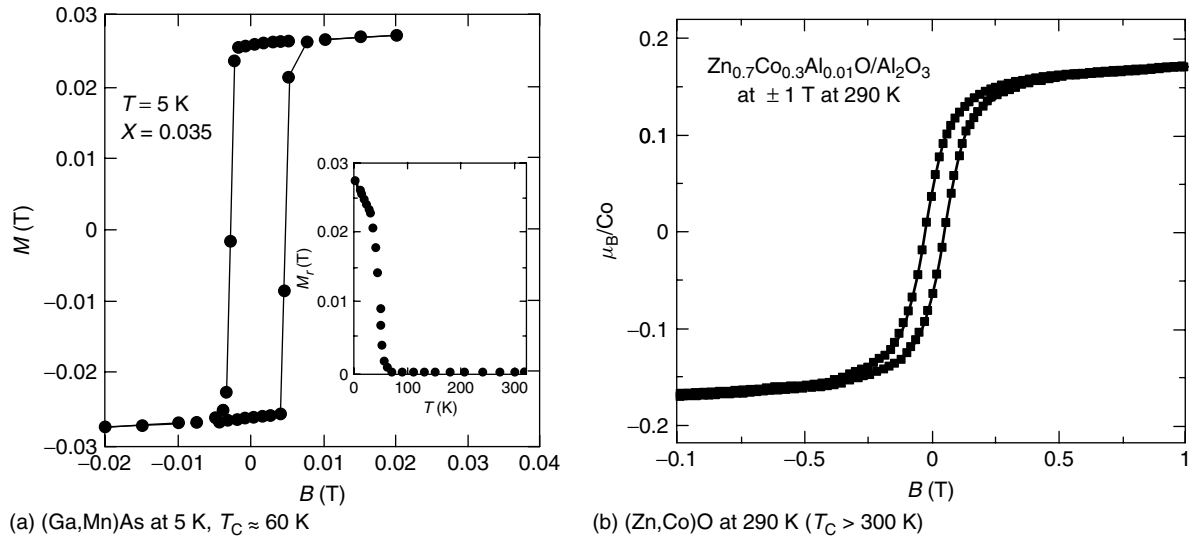 0.03
0.02
0.01
0
−0.01
−0.02
−0.03
M (T)
T = 5 K
X = 0.035
−0.02
−0.01
0
0.01
0.02
0.03
0.04
B (T)
0.03
0.02
0.01
0
Mr (T)
0
100
200
300
T (K)
(a) (Ga,Mn)As at 5 K, TC ≈ 60 K
0.2
0.1
0
−0.1
−0.2
μB/Co
Zn0.7Co0.3Al0.01O/Al2O3
at ± 1 T at 290 K
−0.1
−0.5
0
0.5
1
B (T)
(b) (Zn,Co)O at 290 K (TC > 300 K)